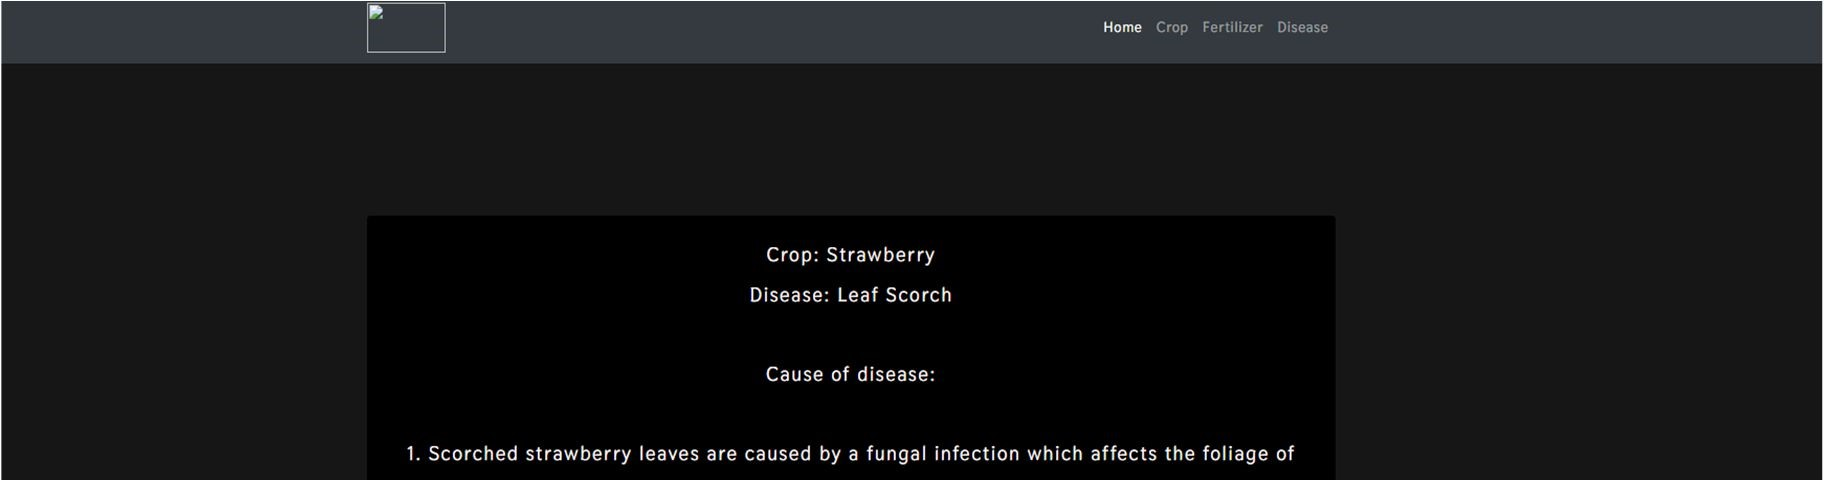 Home Crop Fertilizer Disease
Crop: Strawberry
Disease: Leaf Scorch
Cause of disease:
1. Scorched strawberry leaves are caused by a fungal infection which affects the foliage of